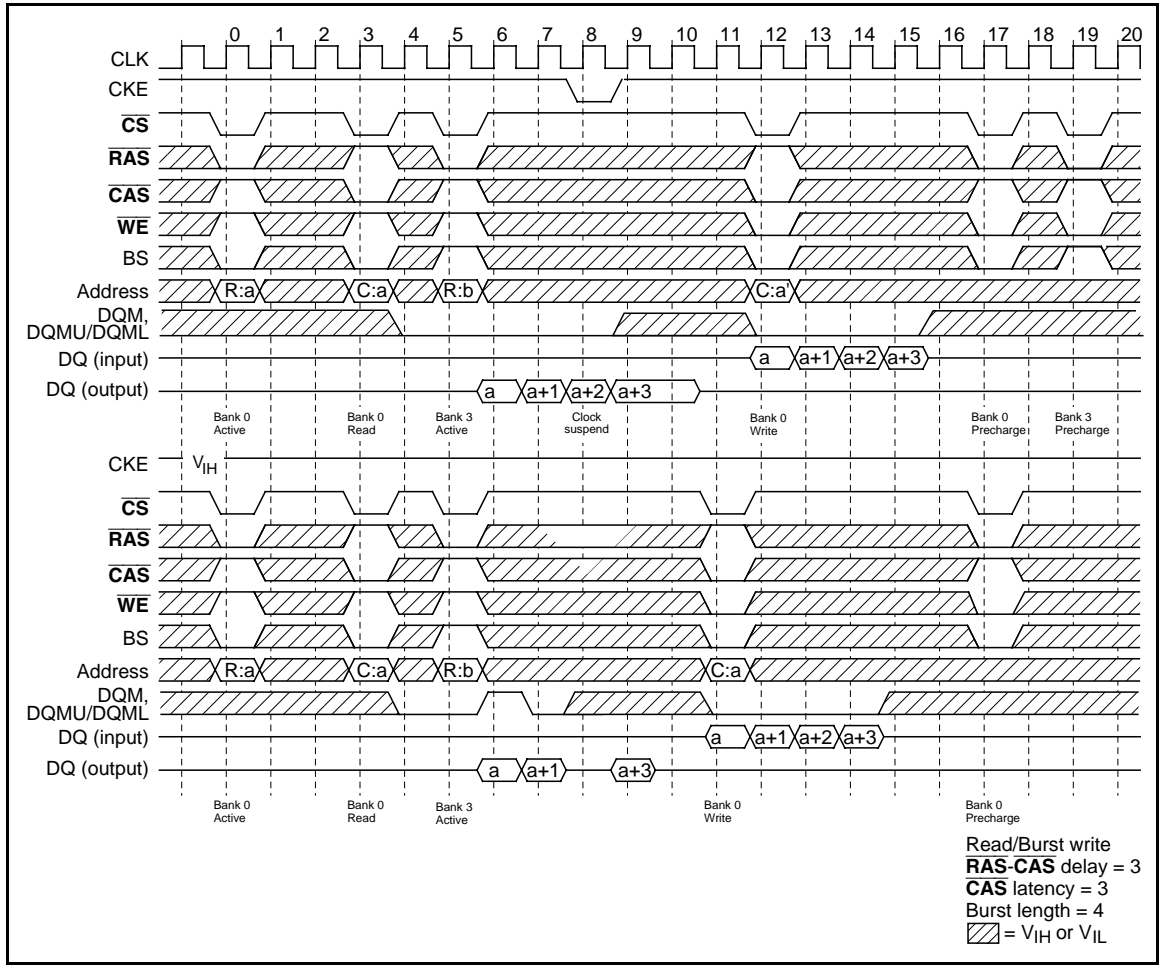 0 1 2 3 4 5 6 7 8 9 10 11 12 13 14 15 16 17 18 19 20
CLK
CKE
CS
RAS
CAS
WE
BS
Address R:a C:a R:b C:a'
DQM,
DQMU/DQML
DQ (input) a a+1 a+2 a+3
DQ (output) a a+1 a+2 a+3
Bank 0 Bank 0 Bank 3 Clock Bank 0 Bank 0 Bank 3
Active Read Active suspend Write Precharge Precharge
CKE VIH
CS
RAS
CAS
WE
BS
Address R:a C:a R:b C:a
DQM,
DQMU/DQML
DQ (input) a a+1 a+2 a+3
DQ (output) a a+1 a+3
Bank 0 Bank 0 Bank 3 Bank 0 Bank 0
Active Read Active Write Precharge
Read/Burst write
RAS-CAS delay = 3
CAS latency = 3
Burst length = 4
= VIH or VIL